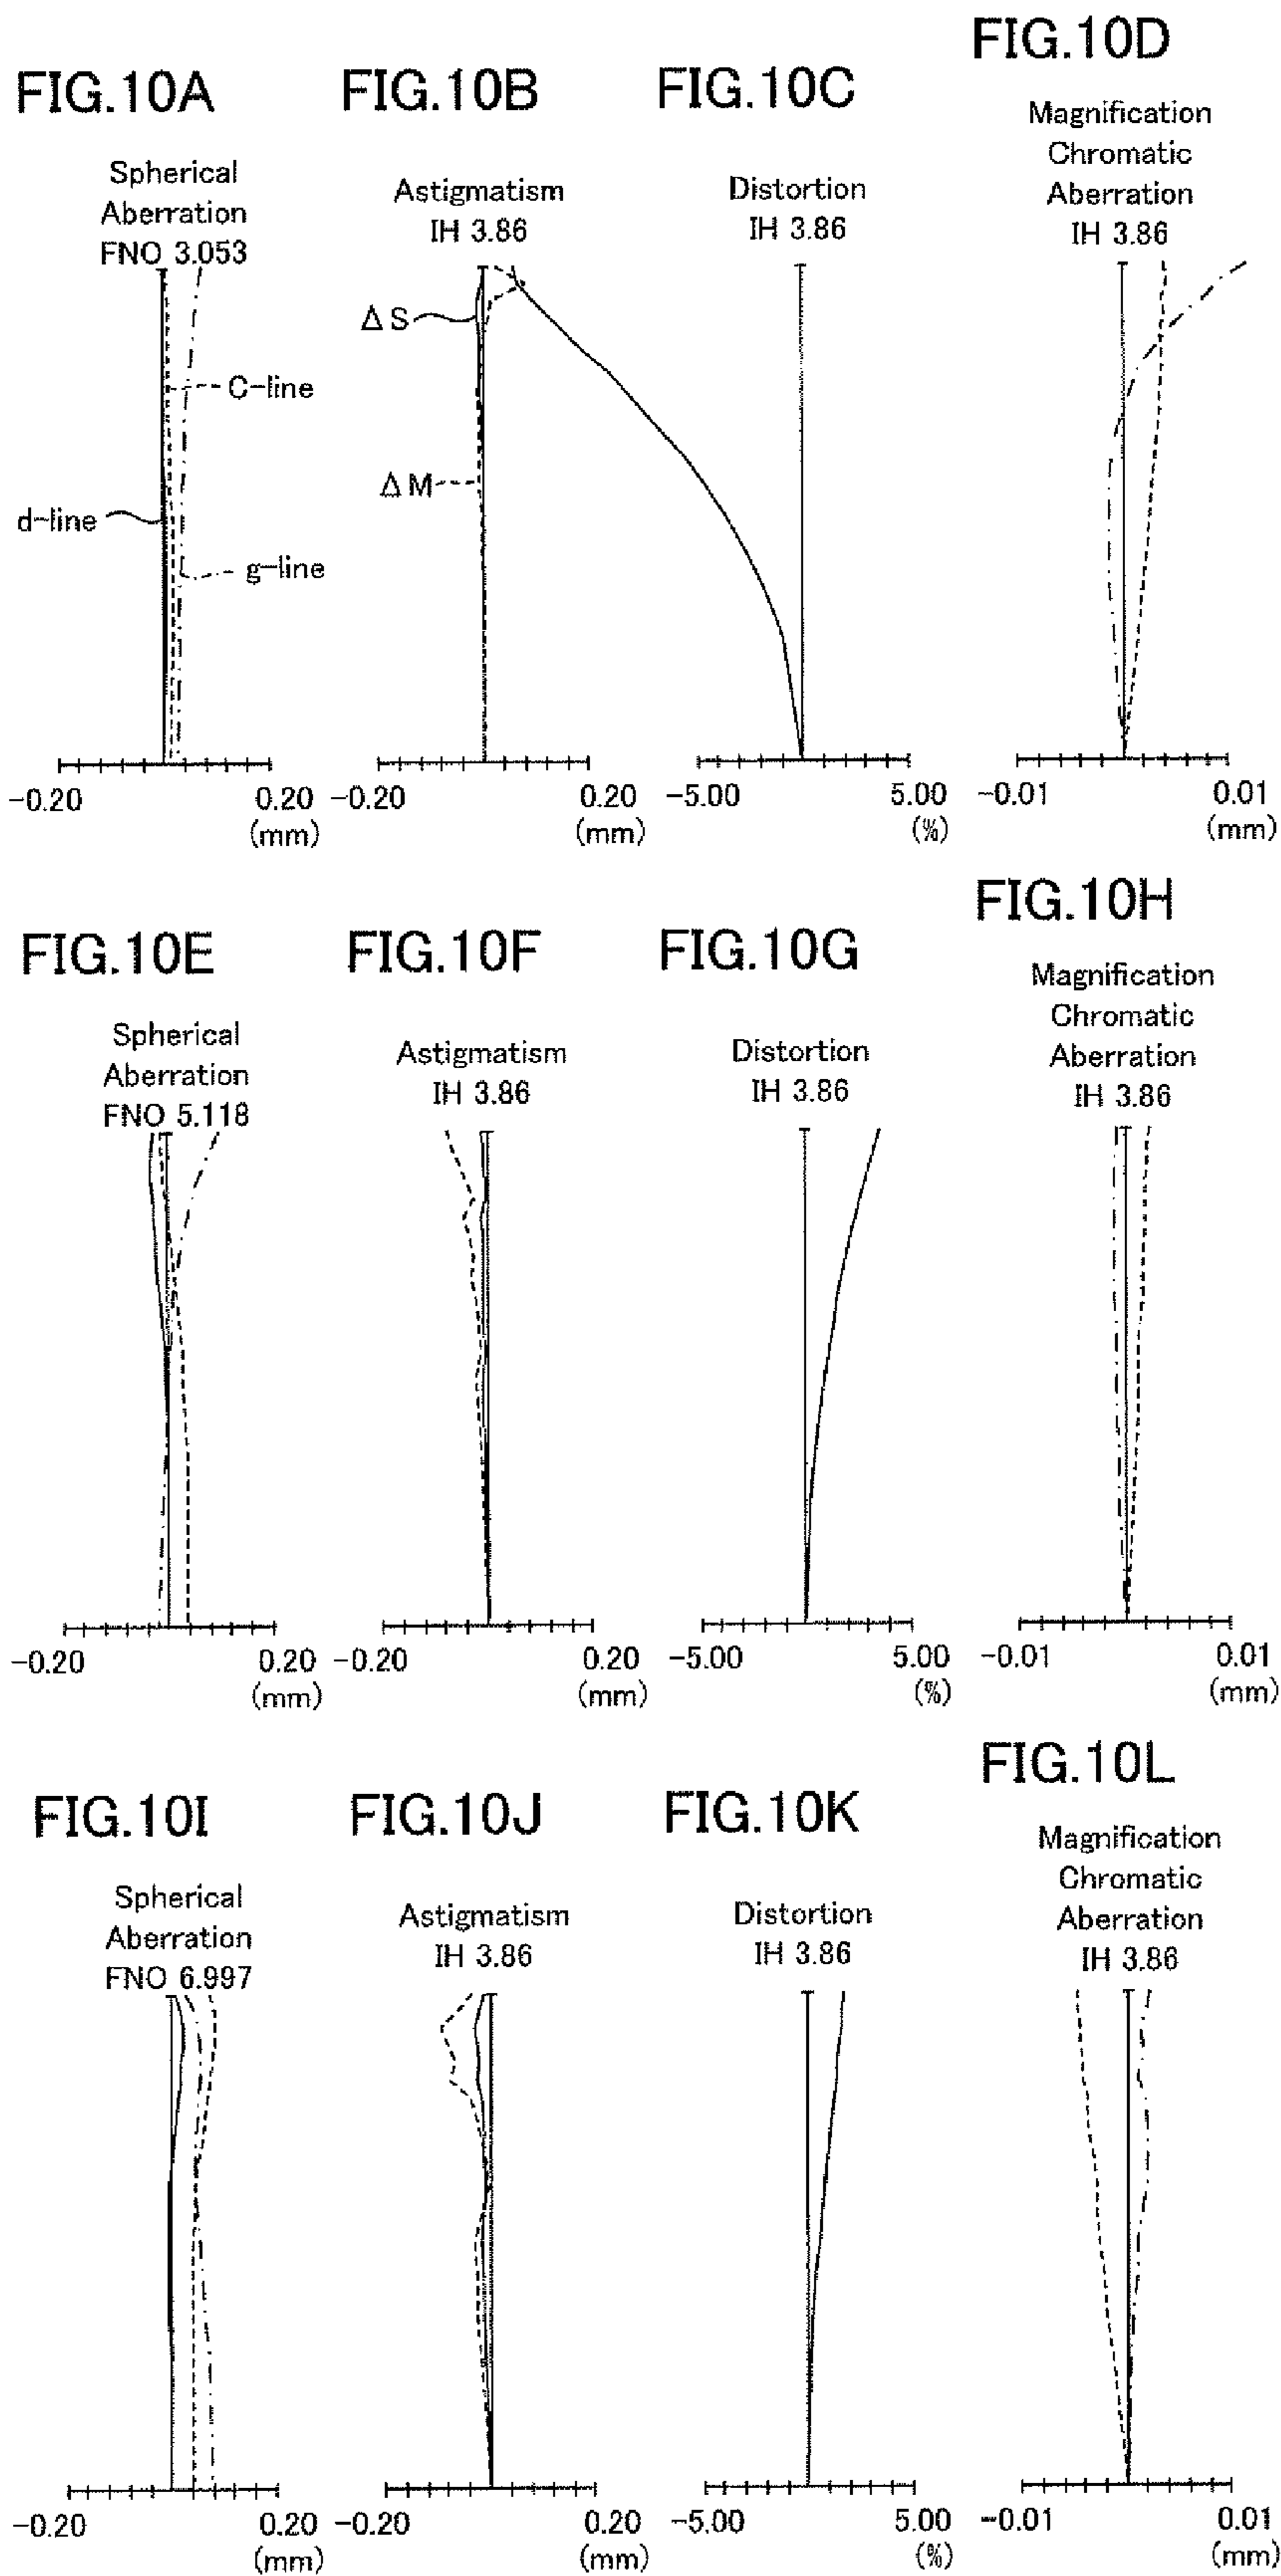 FIG.10A
Spherical
Aberration
FNO 3.053
C-line
d-line
g-line
-0.20
0.20
(mm)
FIG.10B
Astigmatism
IH 3.86
ΔS
ΔM
-0.20
0.20
(mm)
FIG.10C
Distortion
IH 3.86
-5.00
5.00
(%)
FIG.10D
Magnification
Chromatic
Aberration
IH 3.86
-0.01
0.01
(mm)
FIG.10E
Spherical
Aberration
FNO 5.118
-0.20
0.20
(mm)
FIG.10F
Astigmatism
IH 3.86
-0.20
0.20
(mm)
FIG.10G
Distortion
IH 3.86
-5.00
5.00
(%)
FIG.10H
Magnification
Chromatic
Aberration
IH 3.86
-0.01
0.01
(mm)
FIG.10I
Spherical
Aberration
FNO 6.997
-0.20
0.20
(mm)
FIG.10J
Astigmatism
IH 3.86
-0.20
0.20
(mm)
FIG.10K
Distortion
IH 3.86
-5.00
5.00
(%)
FIG.10L
Magnification
Chromatic
Aberration
IH 3.86
-0.01
0.01
(mm)